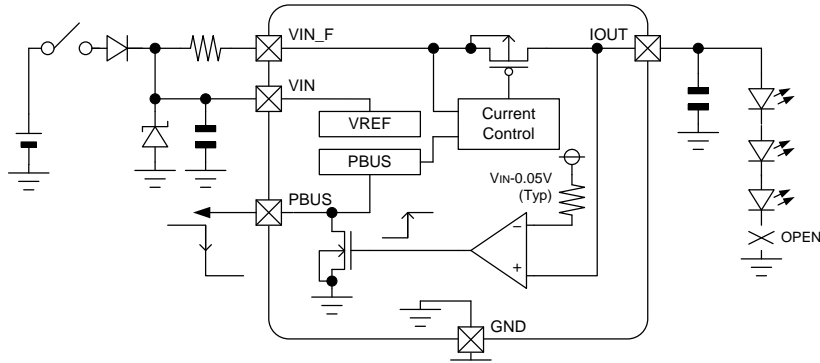 VIN_F
IOUT
VIN
VREF
Current
Control
PBUS
VIN-0.05V
(Typ)
PBUS
−
+
OPEN
GND